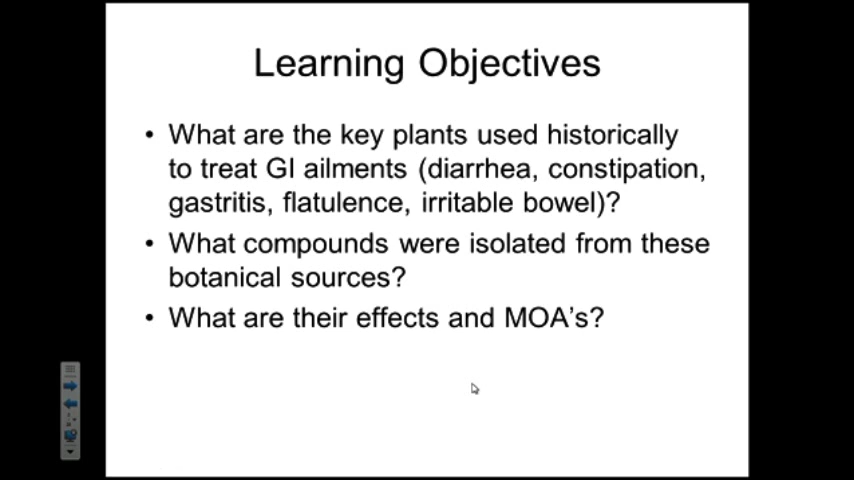 Learning Objectives
• What are the key plants used historically
to treat GI ailments (diarrhea, constipation,
gastritis, flatulence, irritable bowel)?
• What compounds were isolated from these
botanical sources?
• What are their effects and MOA's?